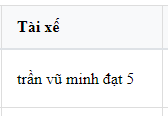 Tài xế
trần vũ minh đạt 5